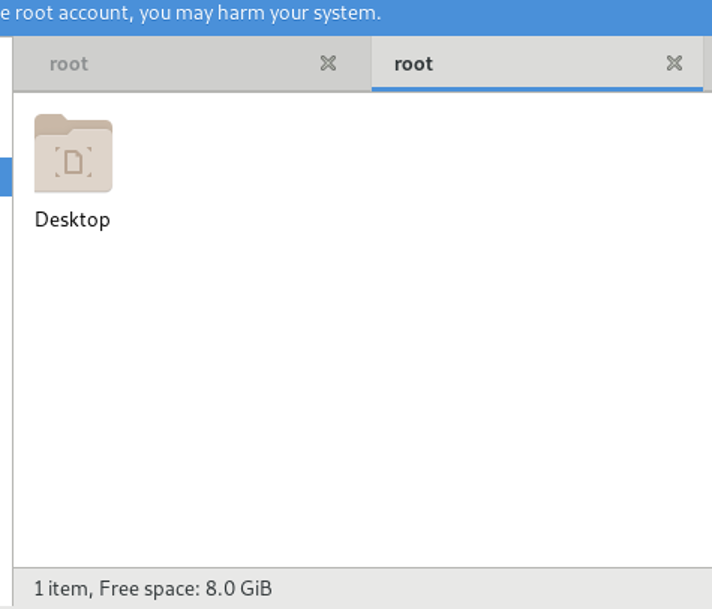 e root account, you may harm your system.
root root
Desktop
1 item, Free space: 8.0 GiB